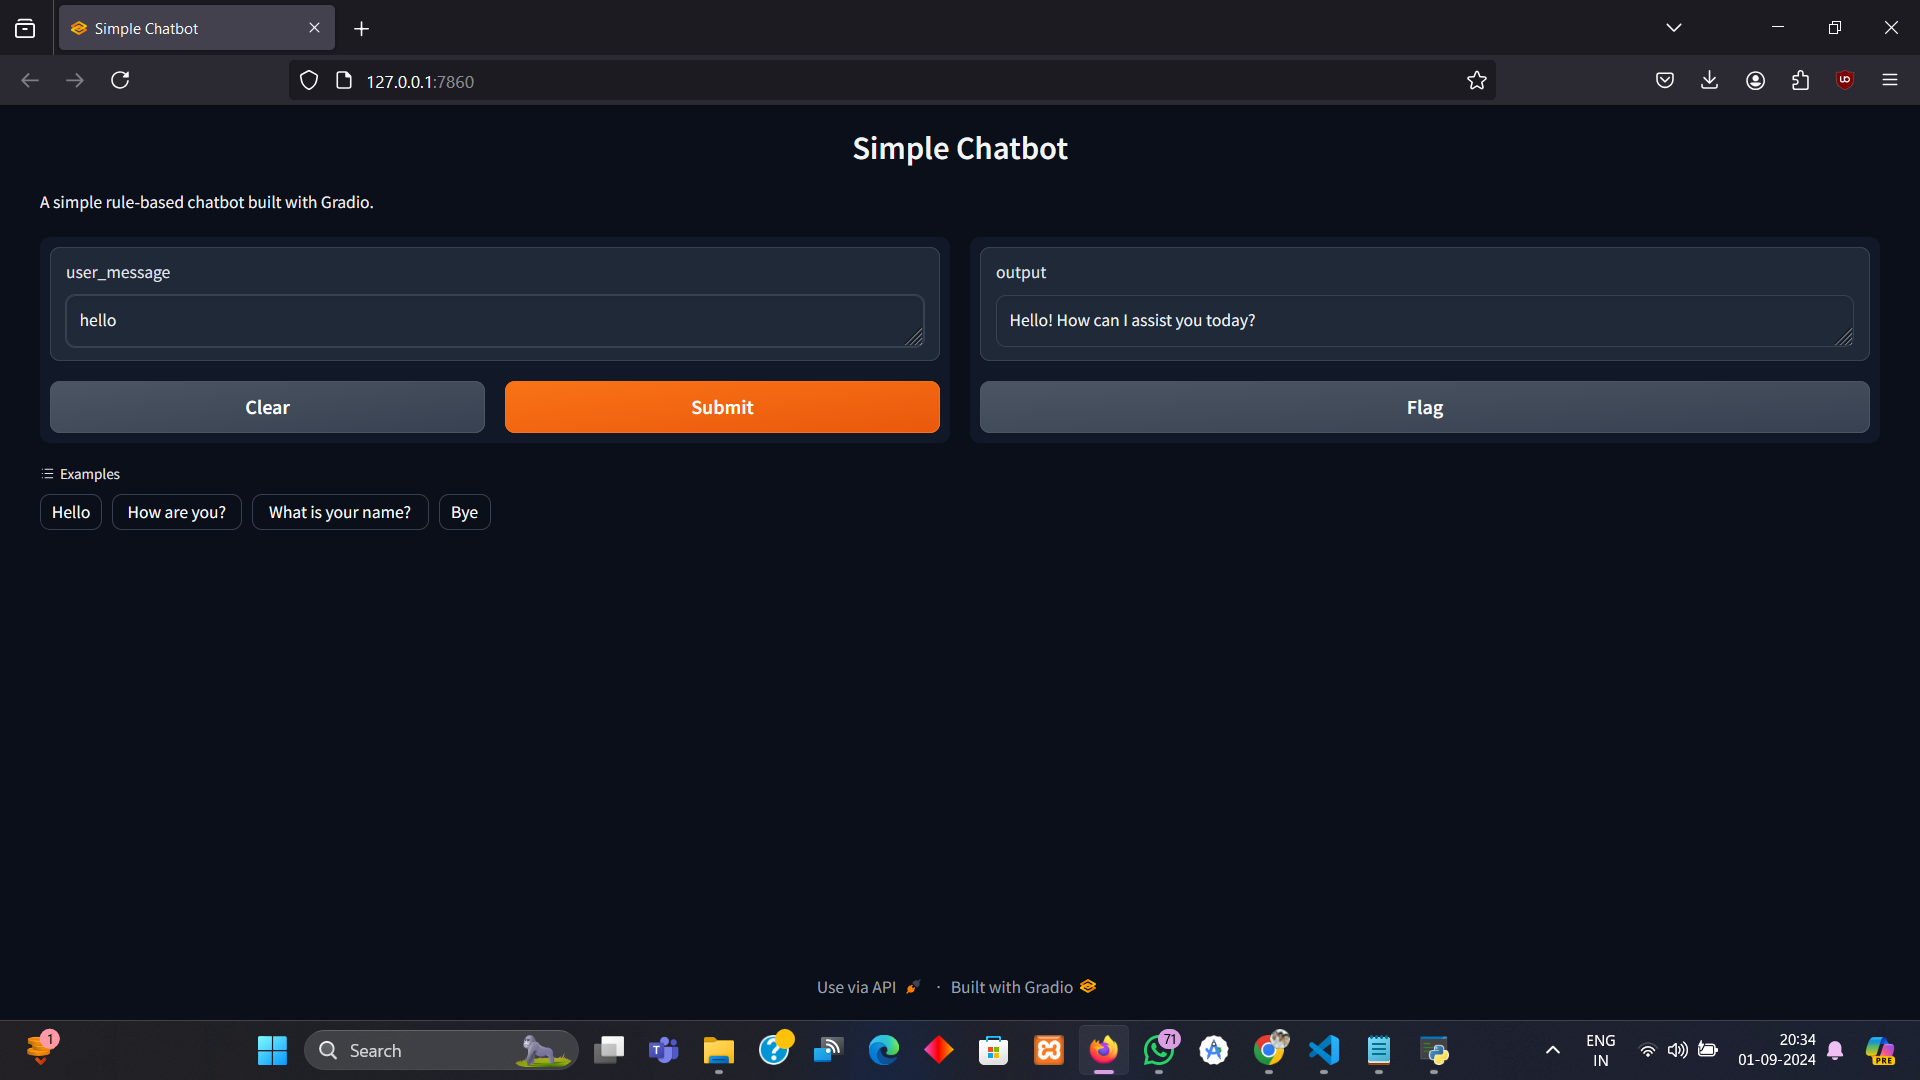 Simple Chatbot
127.0.0.1:7860
Simple Chatbot
A simple rule-based chatbot built with Gradio.
user_message
hello
Clear
Submit
output
Hello! How can I assist you today?
Flag
Examples
Hello
How are you?
What is your name?
Bye
Use via API
·
Built with Gradio
1
Search
71
ENG
IN
20:34
01-09-2024
PRE